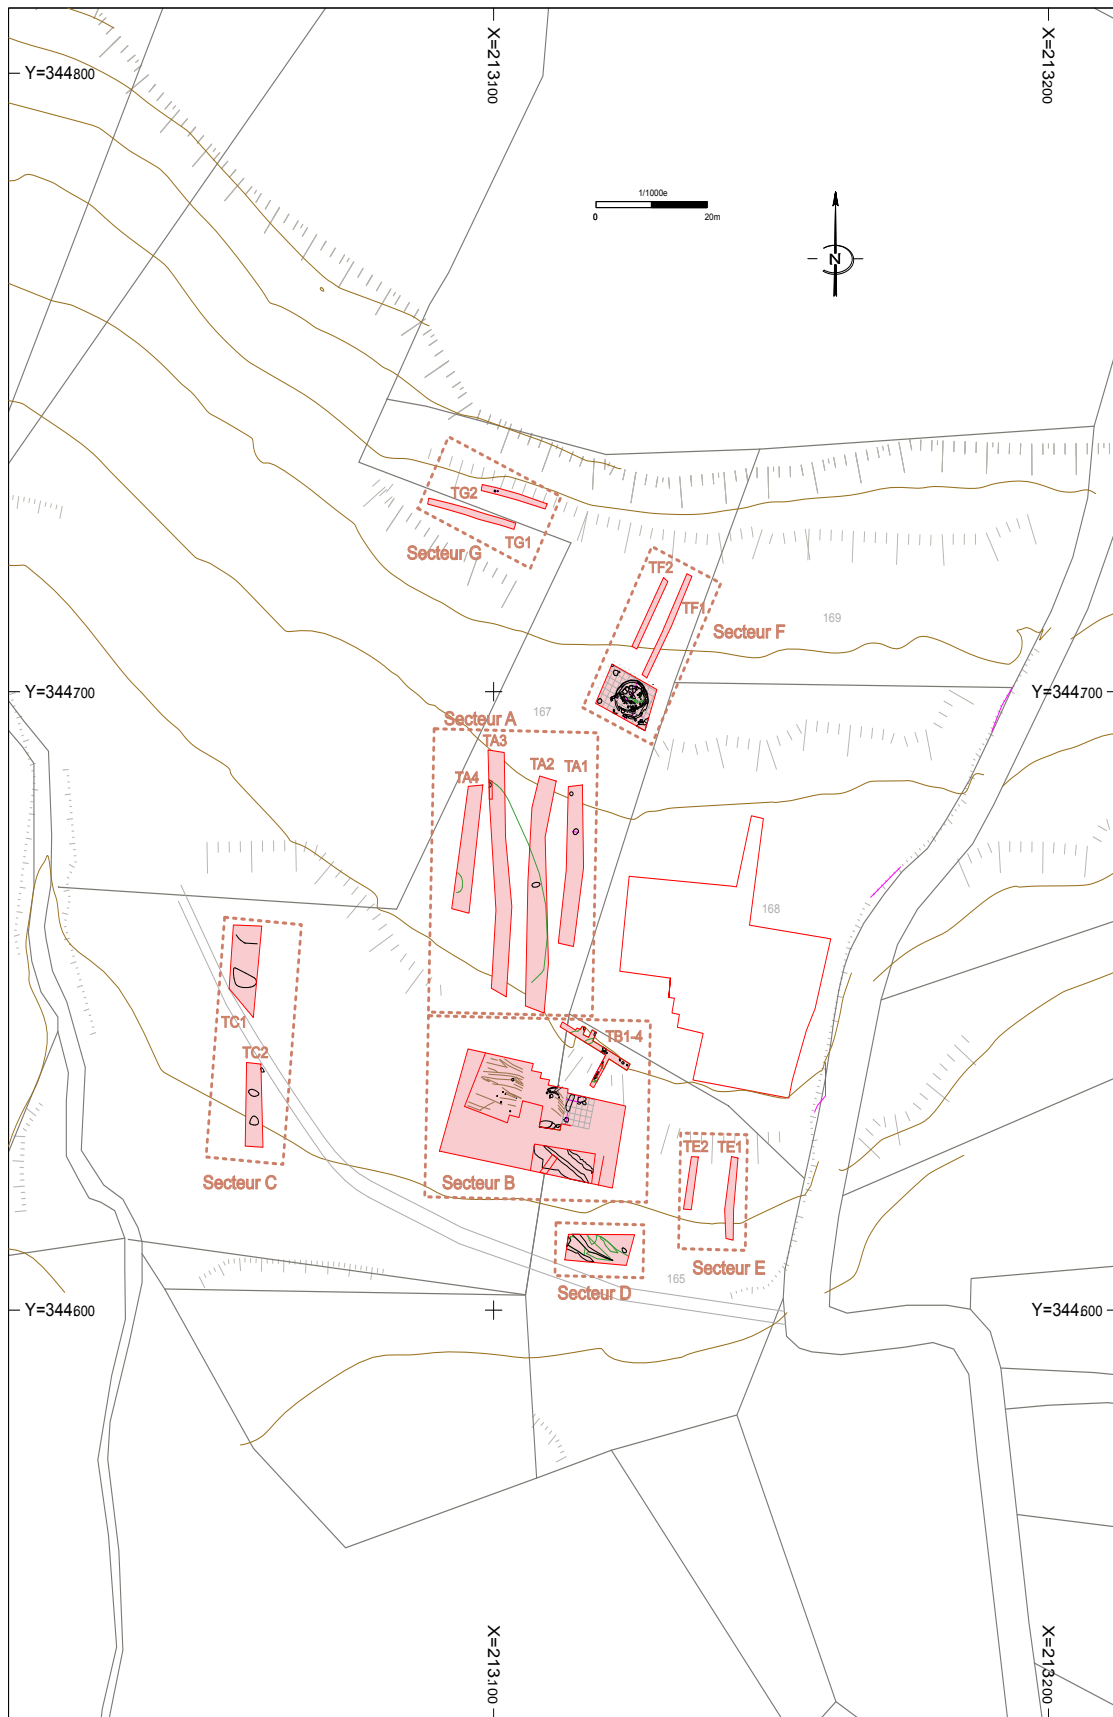 X=213100
X=213200
Y=344800
1/1000e
0
20m
N
TG2
TG1
Secteur G
TF2
TF1
169
Secteur F
Y=344700
Y=344700
167
Secteur A
TA3
TA2
TA1
TA4
168
TC1
TB1-4
TC2
TE2
TE1
Secteur C
Secteur B
Secteur E
165
Secteur D
Y=344600
Y=344600
X=213100
X=213200